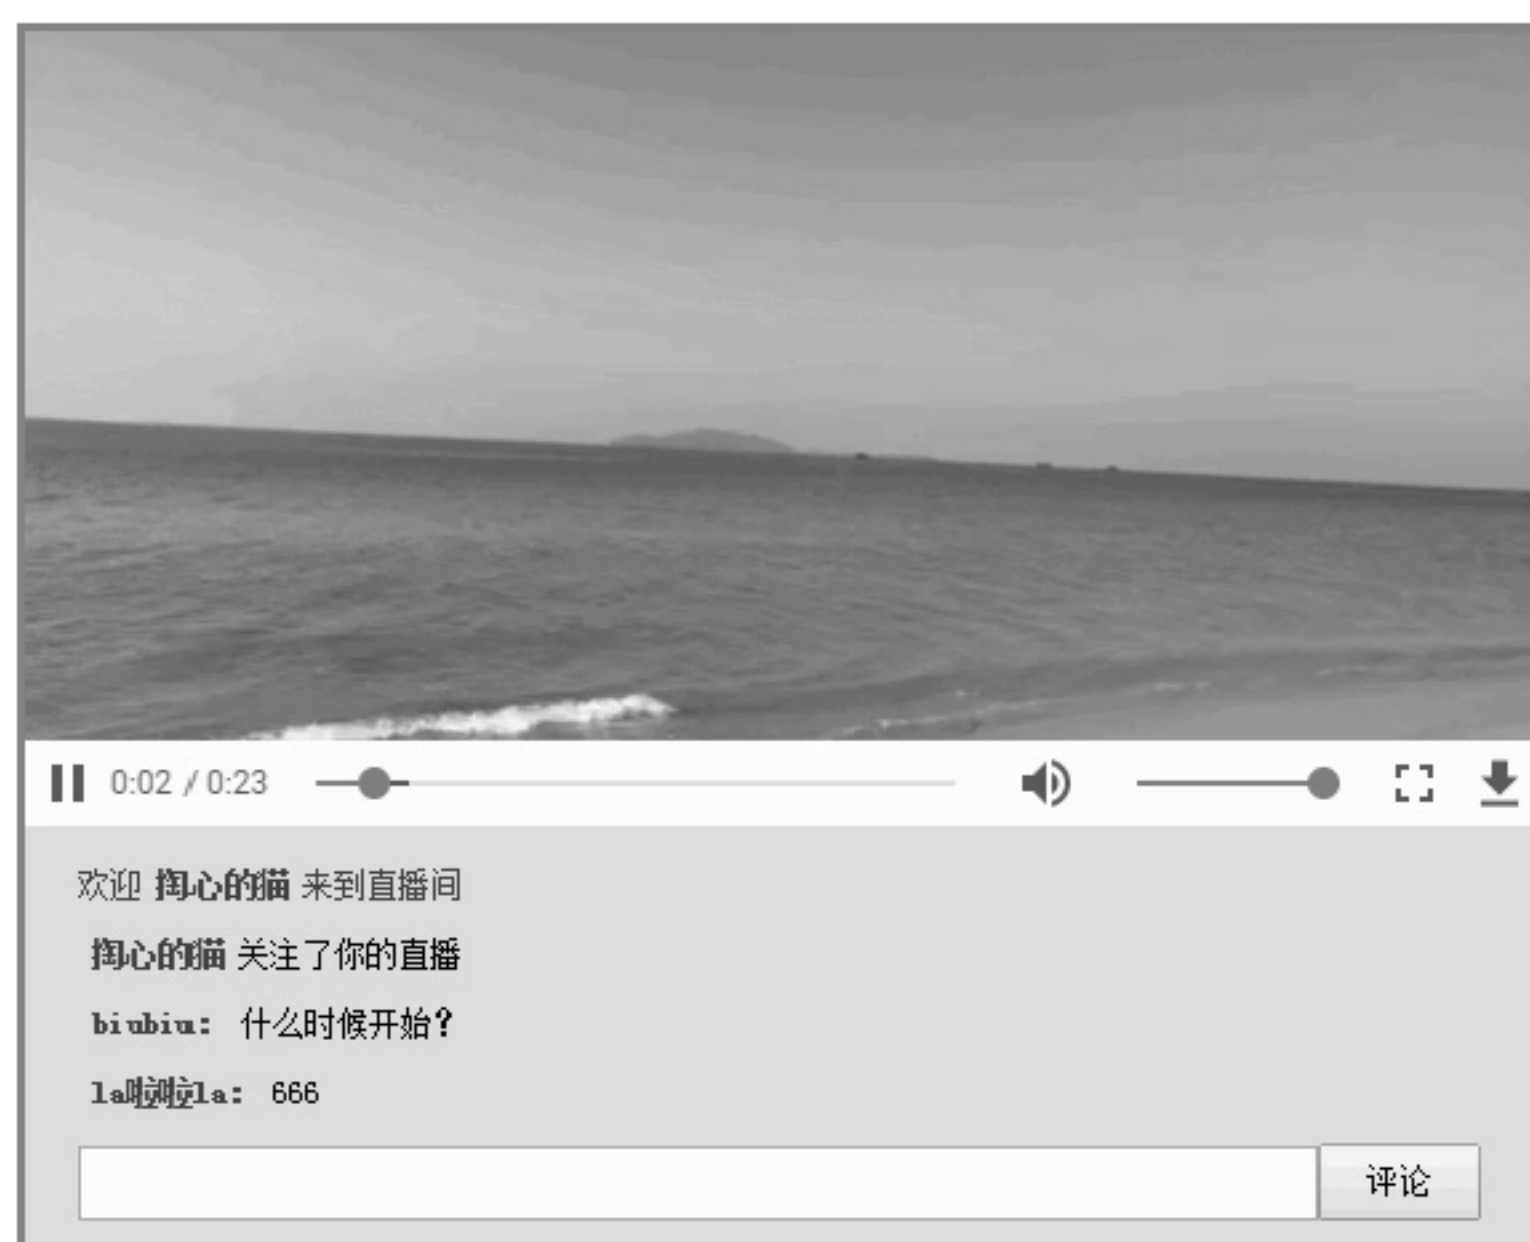 0:02 / 0:23
欢迎 掏心的猫 来到直播间
掏心的猫 关注了你的直播
biubiu: 什么时候开始?
la啦啦la: 666
评论